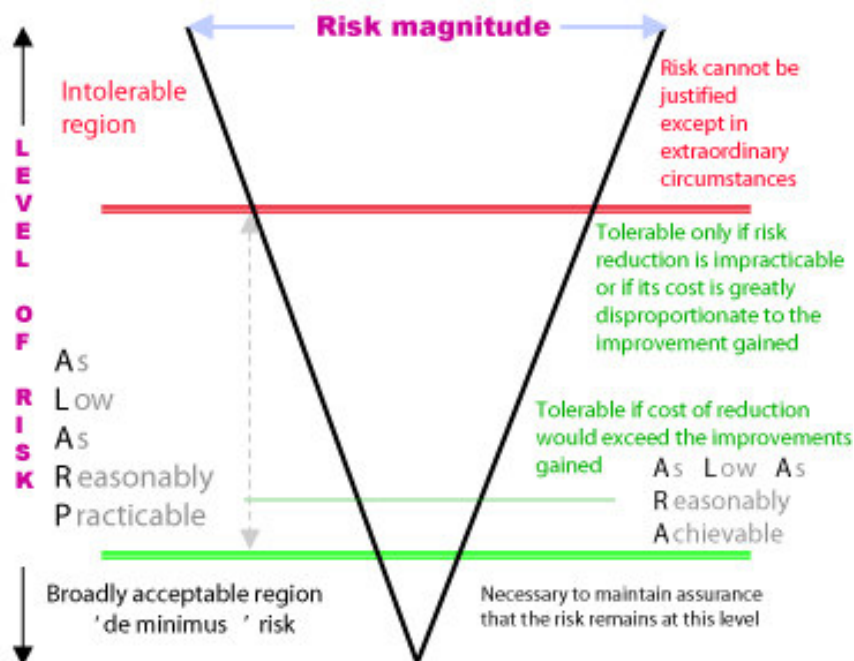 Risk magnitude
Intolerable
region
Risk cannot be
justified
except in
extraordinary
circumstances
LEVEL OF RISK
Tolerable only if risk
reduction is impracticable
or if its cost is greatly
disproportionate to the
improvement gained
As
Low
As
Reasonably
Practicable
Tolerable if cost of reduction
would exceed the improvements
gained
As Low As
Reasonably
Achievable
Broadly acceptable region
'de minimus ' risk
Necessary to maintain assurance
that the risk remains at this level